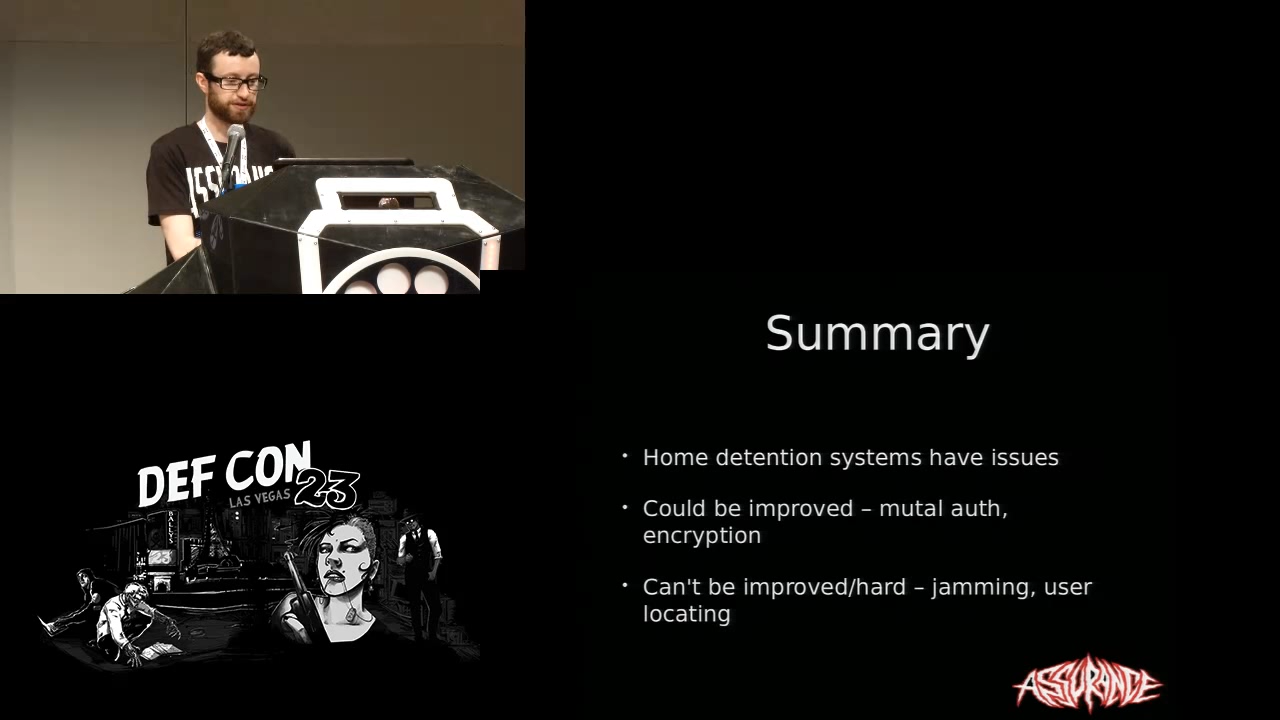 DEF CON
LAS VEGAS 23
Summary
• Home detention systems have issues
• Could be improved – mutal auth,
encryption
• Can't be improved/hard – jamming, user
locating
ASSURANCE